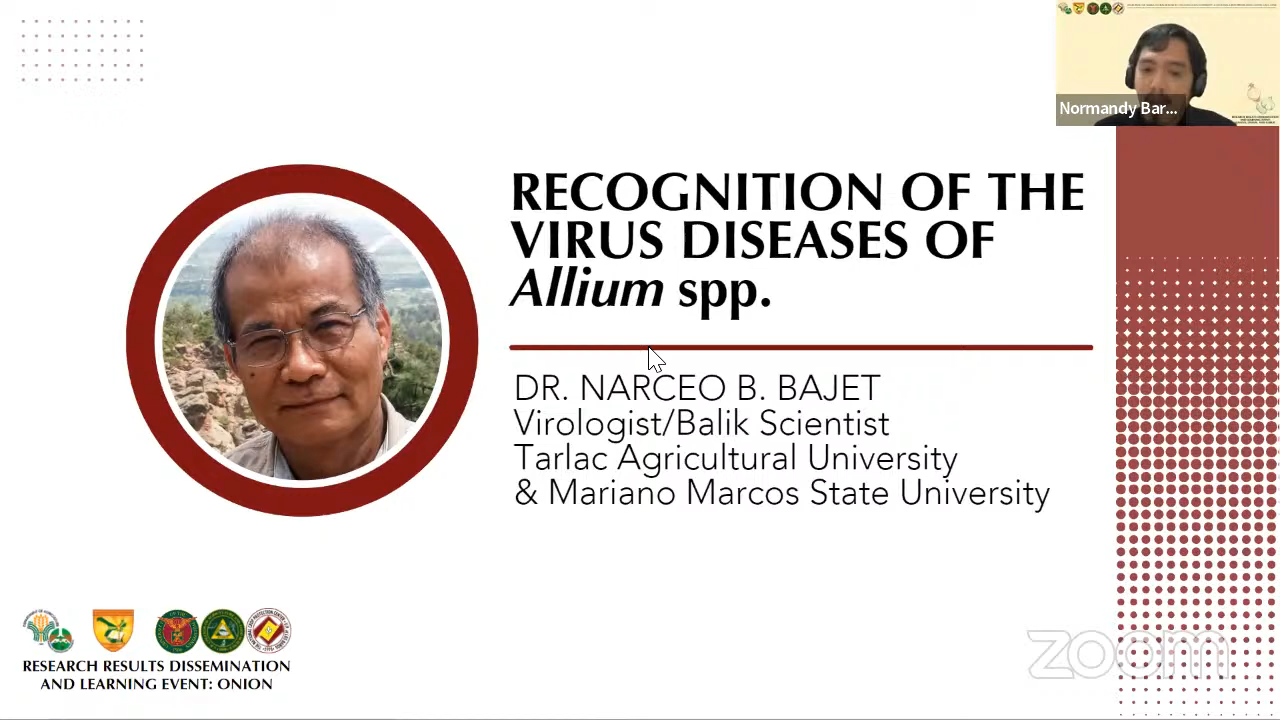 Normandy Bar...
RECOGNITION OF THE
VIRUS DISEASES OF
Allium spp.
DR. NARCEO B. BAJET
Virologist/Balik Scientist
Tarlac Agricultural University
& Mariano Marcos State University
RESEARCH RESULTS DISSEMINATION
AND LEARNING EVENT: ONION
zoom